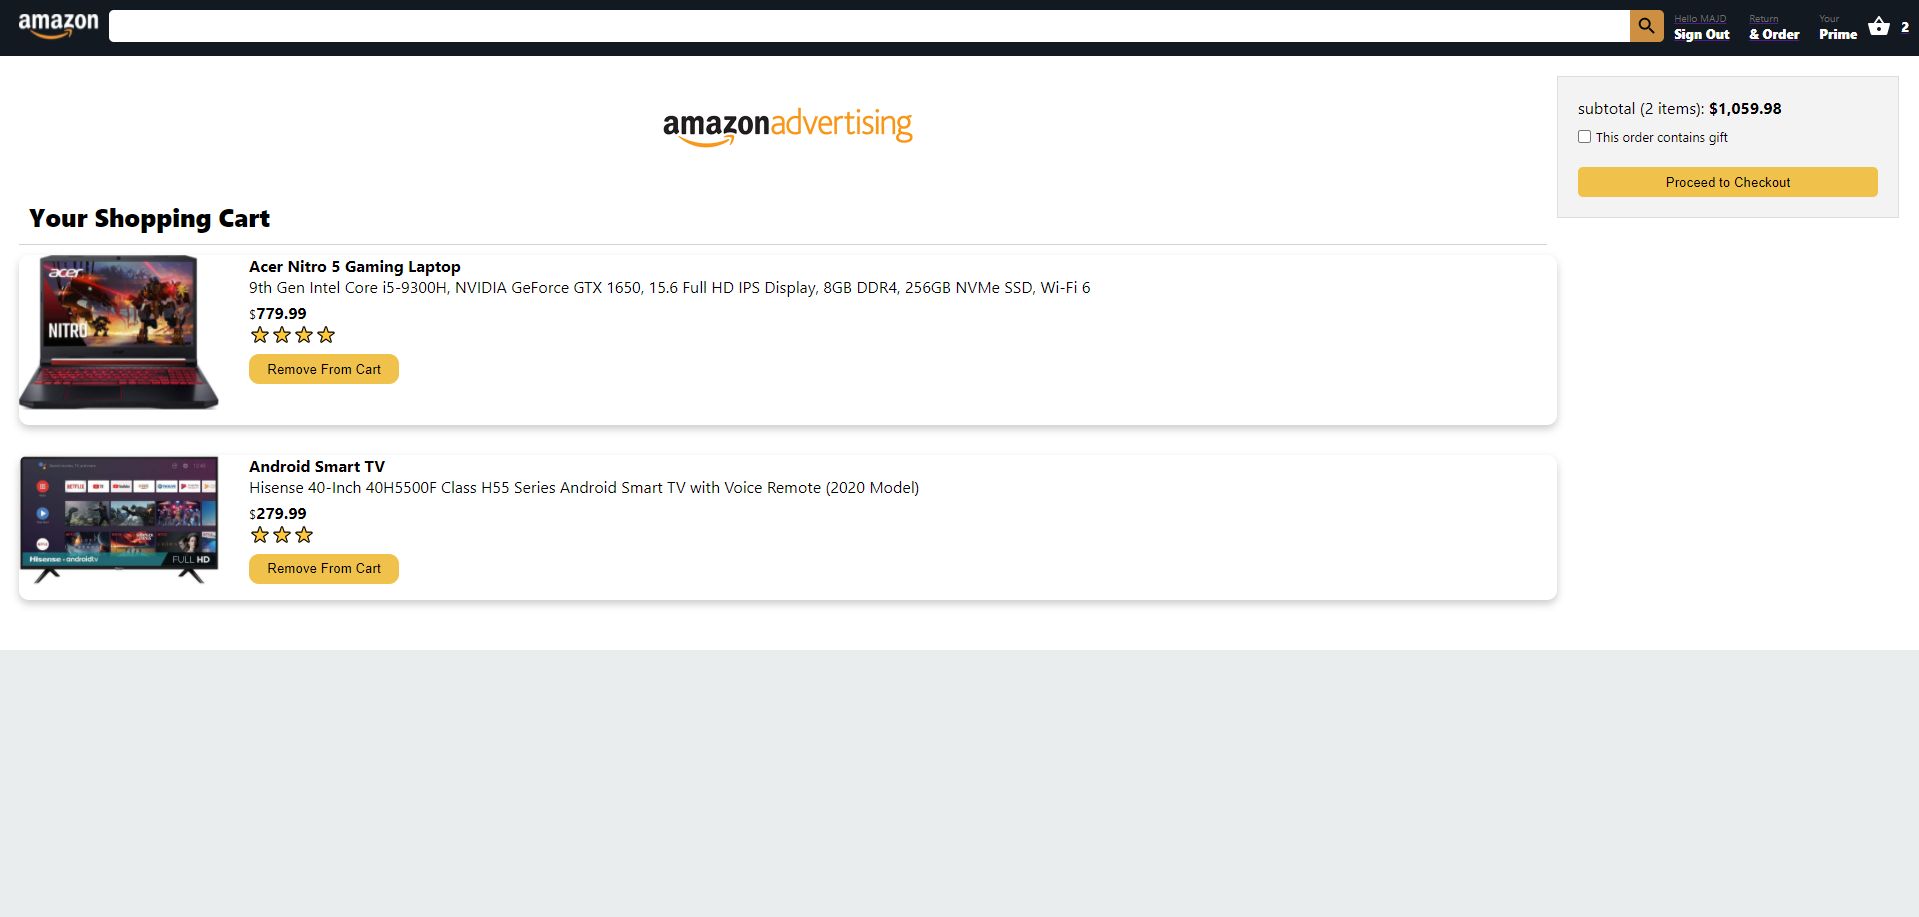 amazon
Hello MAJD
Sign Out
Return
& Order
Your
Prime
2
amazonadvertising
subtotal (2 items): $1,059.98
This order contains gift
Proceed to Checkout
Your Shopping Cart
acer
NITRO
Acer Nitro 5 Gaming Laptop
9th Gen Intel Core i5-9300H, NVIDIA GeForce GTX 1650, 15.6 Full HD IPS Display, 8GB DDR4, 256GB NVMe SSD, Wi-Fi 6
$779.99
Remove From Cart
NETFLIX
Hisense - androidtv
FULL HD
Android Smart TV
Hisense 40-Inch 40H5500F Class H55 Series Android Smart TV with Voice Remote (2020 Model)
$279.99
Remove From Cart